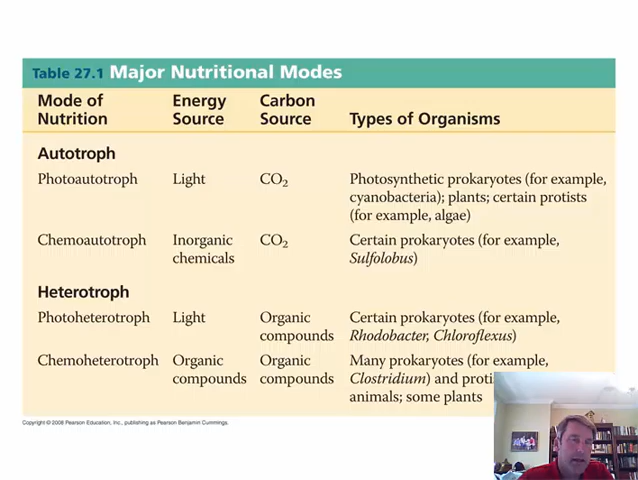 Table 27.1 Major Nutritional Modes
Mode of Nutrition Energy Source Carbon Source Types of Organisms
Autotroph
Photoautotroph Light CO2 Photosynthetic prokaryotes (for example,
cyanobacteria); plants; certain protists
(for example, algae)
Chemoautotroph Inorganic chemicals CO2 Certain prokaryotes (for example,
Sulfolobus)
Heterotroph
Photoheterotroph Light Organic compounds Certain prokaryotes (for example,
Rhodobacter, Chloroflexus)
Chemoheterotroph Organic compounds Organic compounds Many prokaryotes (for example,
Clostridium) and
animals; some plants
Copyright © 2008 Pearson Education, Inc., publishing as Pearson Benjamin Cummings.